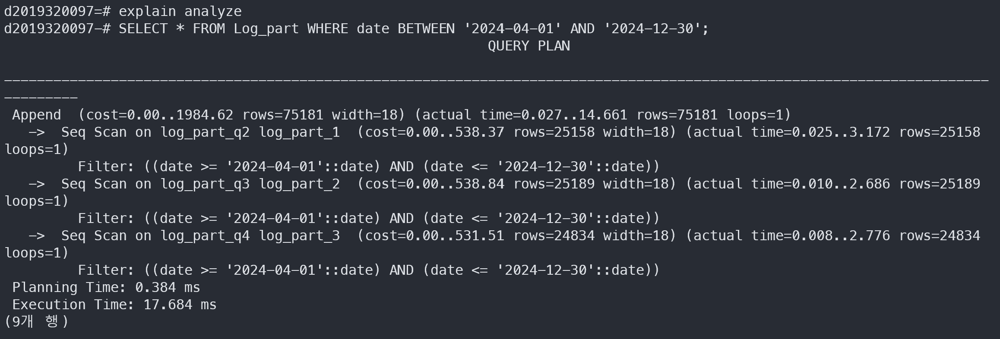 d2019320097=# explain analyze
d2019320097-# SELECT * FROM Log_part WHERE date BETWEEN '2024-04-01' AND '2024-12-30';
QUERY PLAN
------------------------------------------------------------------------------------------------------------------------
---------
 Append  (cost=0.00..1984.62 rows=75181 width=18) (actual time=0.027..14.661 rows=75181 loops=1)
   ->  Seq Scan on log_part_q2 log_part_1  (cost=0.00..538.37 rows=25158 width=18) (actual time=0.025..3.172 rows=25158
loops=1)
         Filter: ((date >= '2024-04-01'::date) AND (date <= '2024-12-30'::date))
   ->  Seq Scan on log_part_q3 log_part_2  (cost=0.00..538.84 rows=25189 width=18) (actual time=0.010..2.686 rows=25189
loops=1)
         Filter: ((date >= '2024-04-01'::date) AND (date <= '2024-12-30'::date))
   ->  Seq Scan on log_part_q4 log_part_3  (cost=0.00..531.51 rows=24834 width=18) (actual time=0.008..2.776 rows=24834
loops=1)
         Filter: ((date >= '2024-04-01'::date) AND (date <= '2024-12-30'::date))
 Planning Time: 0.384 ms
 Execution Time: 17.684 ms
(9개 행)